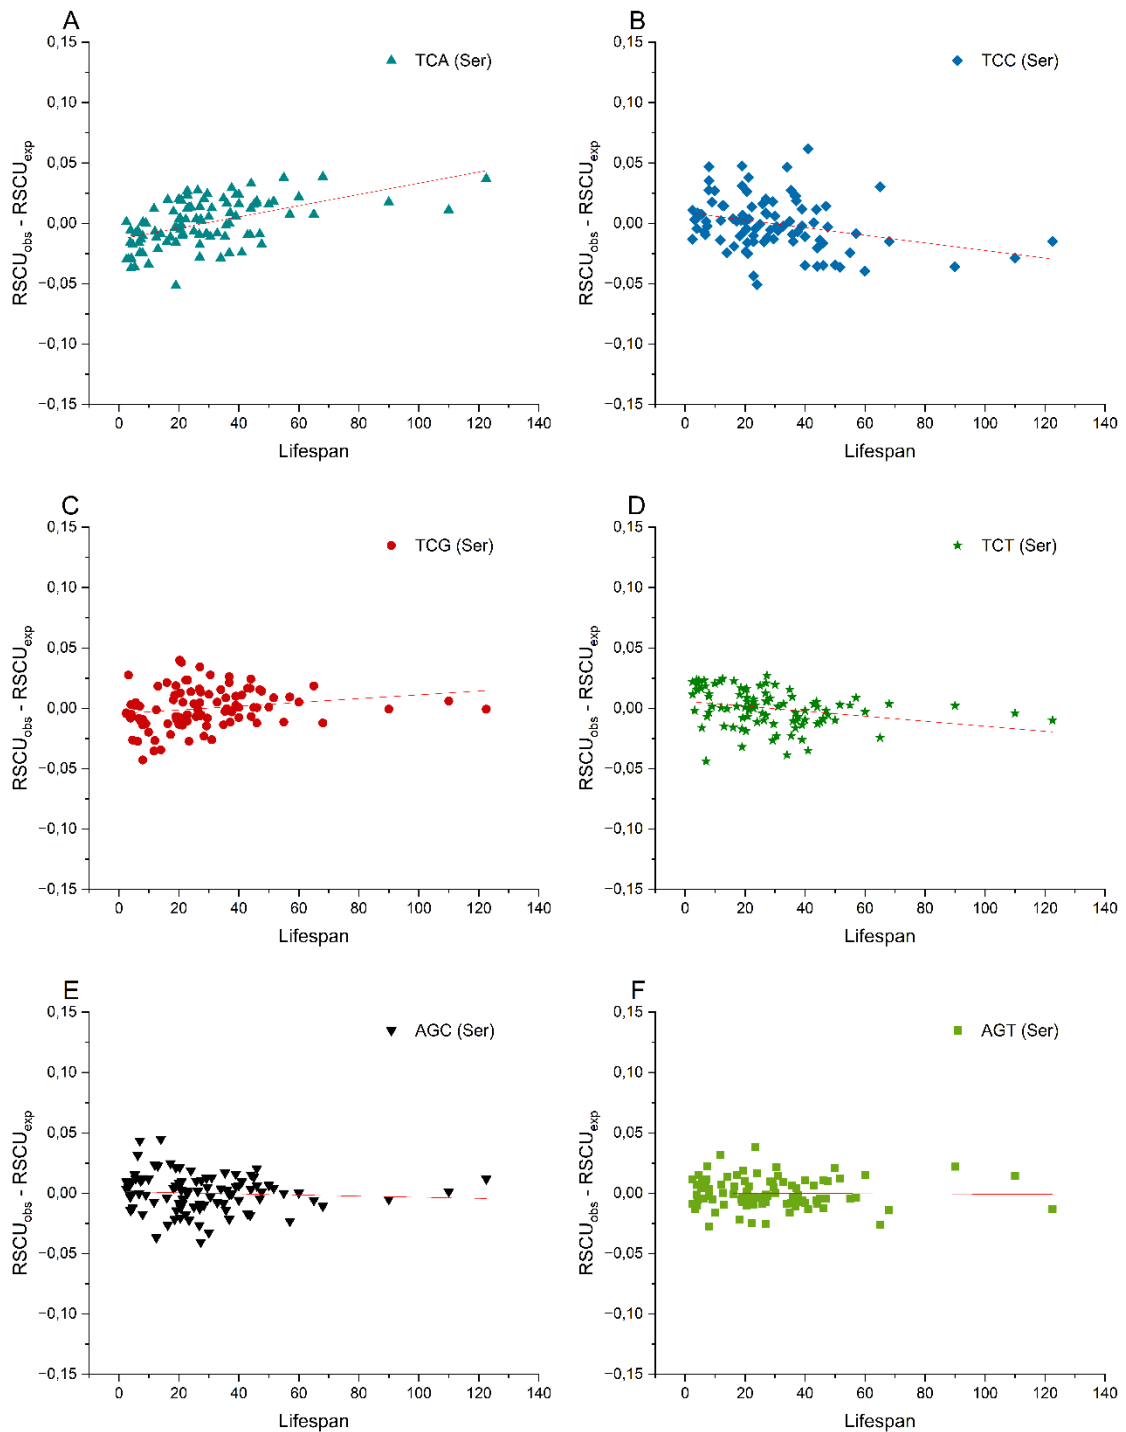 A
TCA (Ser)
0,15
0,10
0,05
0,00
−0,05
−0,10
−0,15
RSCUobs - RSCUexp
0 20 40 60 80 100 120 140
Lifespan
B
TCC (Ser)
0,15
0,10
0,05
0,00
−0,05
−0,10
−0,15
RSCUobs - RSCUexp
0 20 40 60 80 100 120 140
Lifespan
C
TCG (Ser)
0,15
0,10
0,05
0,00
−0,05
−0,10
−0,15
RSCUobs - RSCUexp
0 20 40 60 80 100 120 140
Lifespan
D
TCT (Ser)
0,15
0,10
0,05
0,00
−0,05
−0,10
−0,15
RSCUobs - RSCUexp
0 20 40 60 80 100 120 140
Lifespan
E
AGC (Ser)
0,15
0,10
0,05
0,00
−0,05
−0,10
−0,15
RSCUobs - RSCUexp
0 20 40 60 80 100 120 140
Lifespan
F
AGT (Ser)
0,15
0,10
0,05
0,00
−0,05
−0,10
−0,15
RSCUobs - RSCUexp
0 20 40 60 80 100 120 140
Lifespan